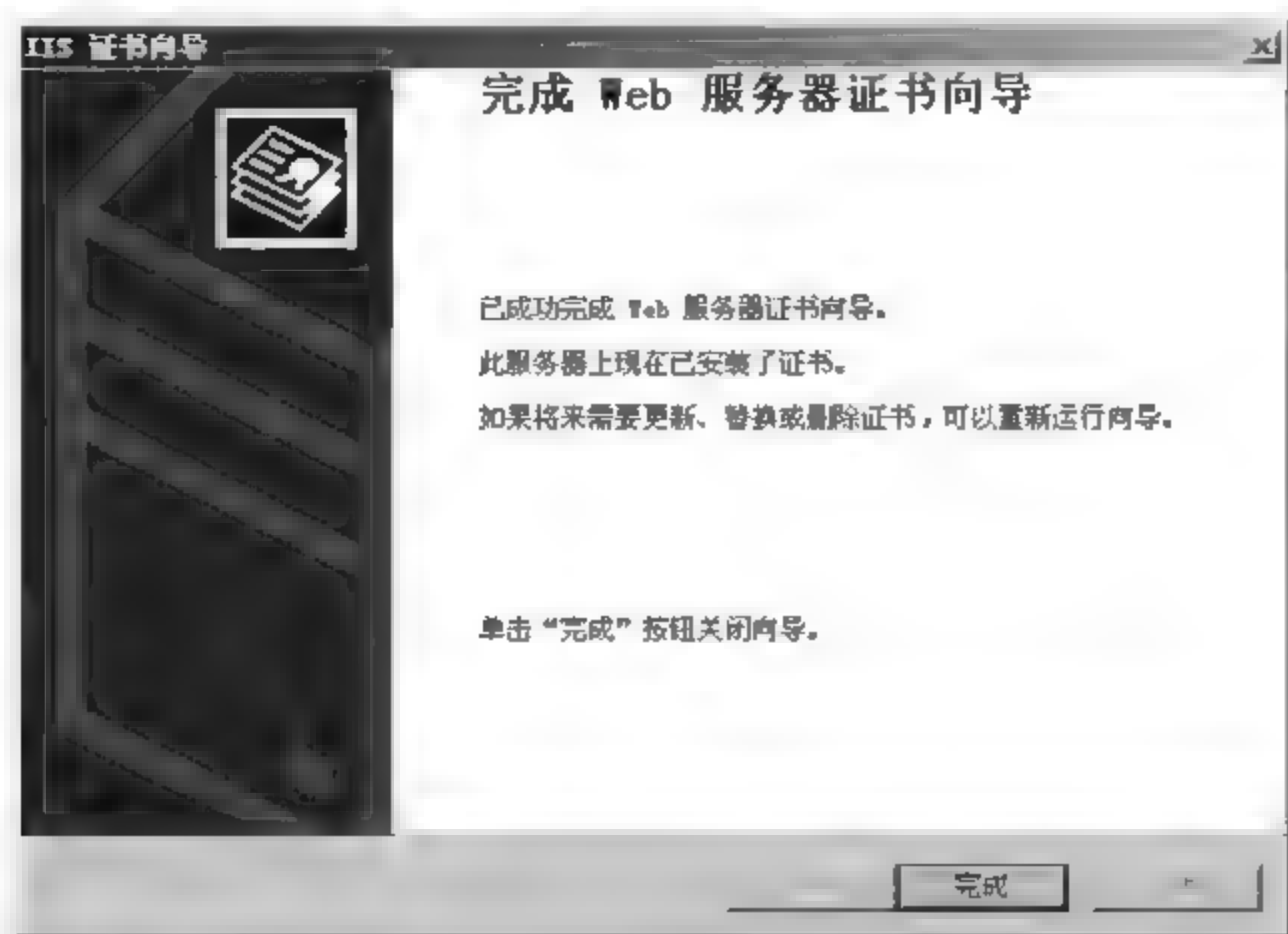 IIS 证书向导
完成 Web 服务器证书向导
已成功完成 Web 服务器证书向导。
此服务器上现在已安装了证书。
如果将来需要更新、替换或删除证书，可以重新运行向导。
单击“完成”按钮关闭向导。
完成